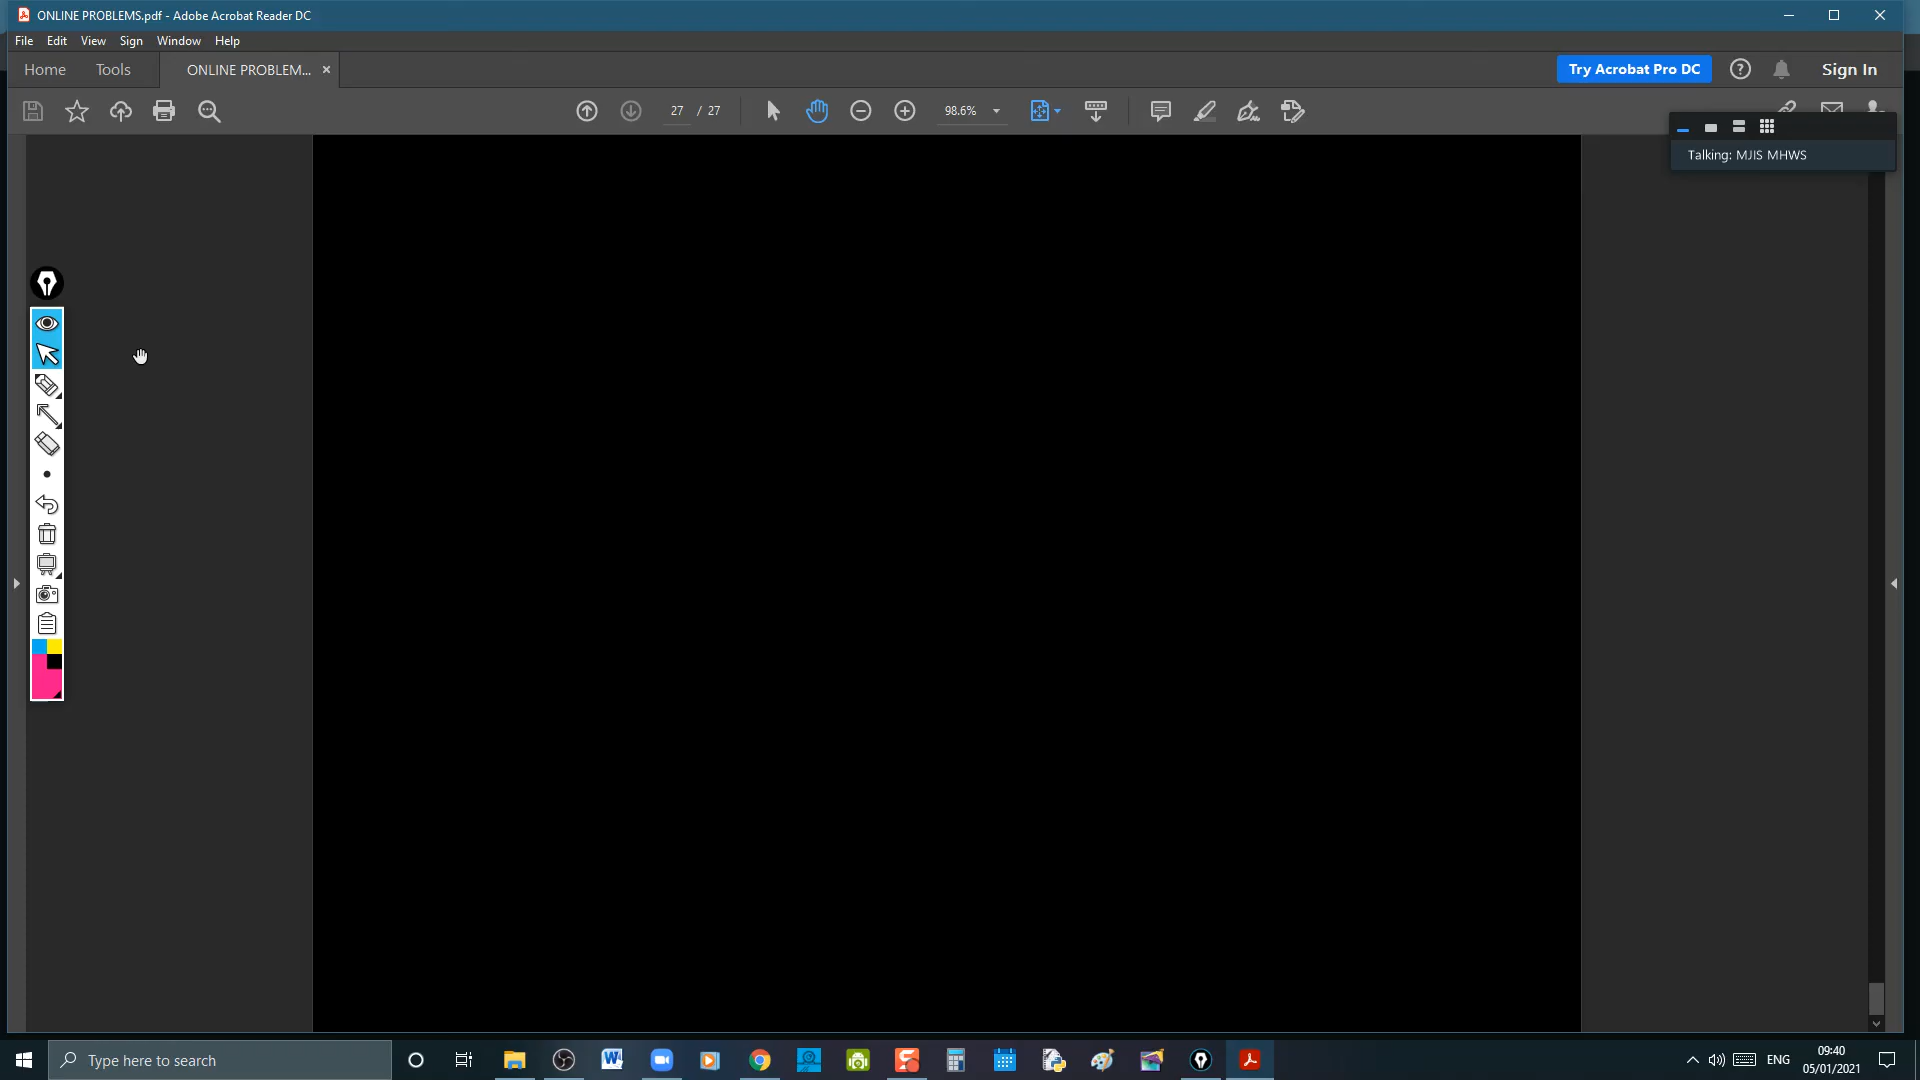 ONLINE PROBLEMS.pdf - Adobe Acrobat Reader DC
File Edit View Sign Window Help
Home Tools ONLINE PROBLEM... ×
Try Acrobat Pro DC Sign In
27 / 27 98.6%
Talking: MJIS MHWS
Type here to search
ENG
09:40
05/01/2021